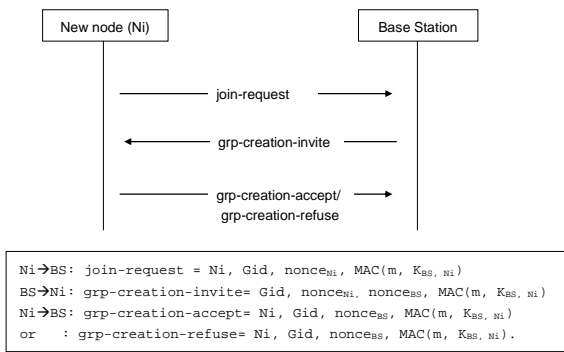 New node (Ni)
Base Station
join-request
grp-creation-invite
grp-creation-accept/
grp-creation-refuse
Ni→BS: join-request = Ni, Gid, nonceNi, MAC(m, KBS, Ni)
BS→Ni: grp-creation-invite= Gid, nonceNi, nonceBS, MAC(m, KBS, Ni)
Ni→BS: grp-creation-accept= Ni, Gid, nonceBS, MAC(m, KBS, Ni)
or : grp-creation-refuse= Ni, Gid, nonceBS, MAC(m, KBS, Ni).